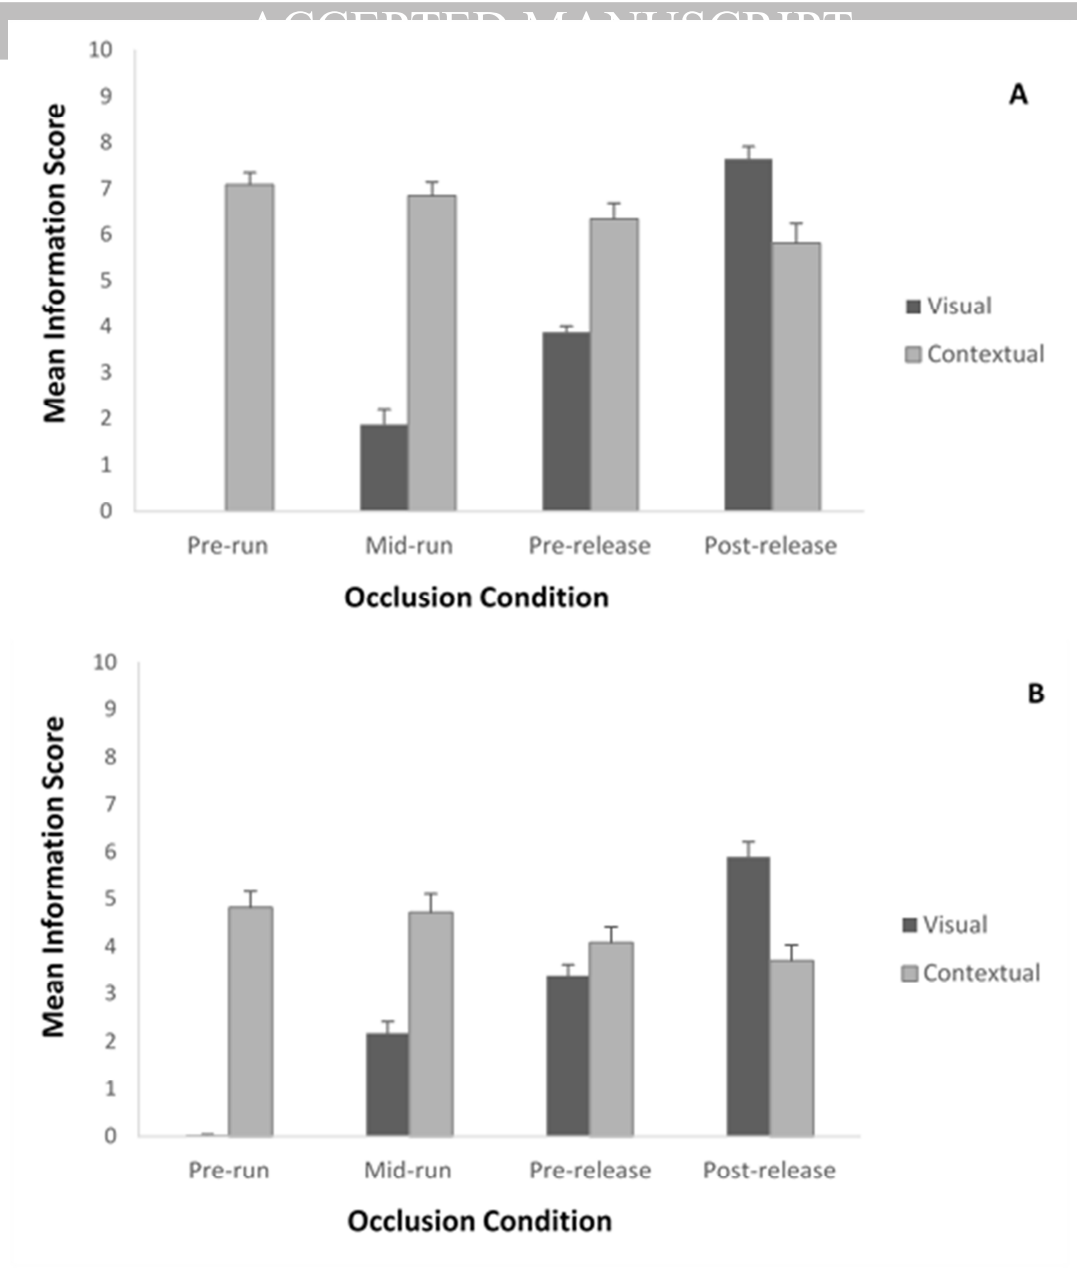 ACCEPTED MANUSCRIPT
10
9
8
7
6
5
4
3
2
1
0
Mean Information Score
A
Visual
Contextual
Pre-run Mid-run Pre-release Post-release
Occlusion Condition
10
9
8
7
6
5
4
3
2
1
0
Mean Information Score
B
Visual
Contextual
Pre-run Mid-run Pre-release Post-release
Occlusion Condition